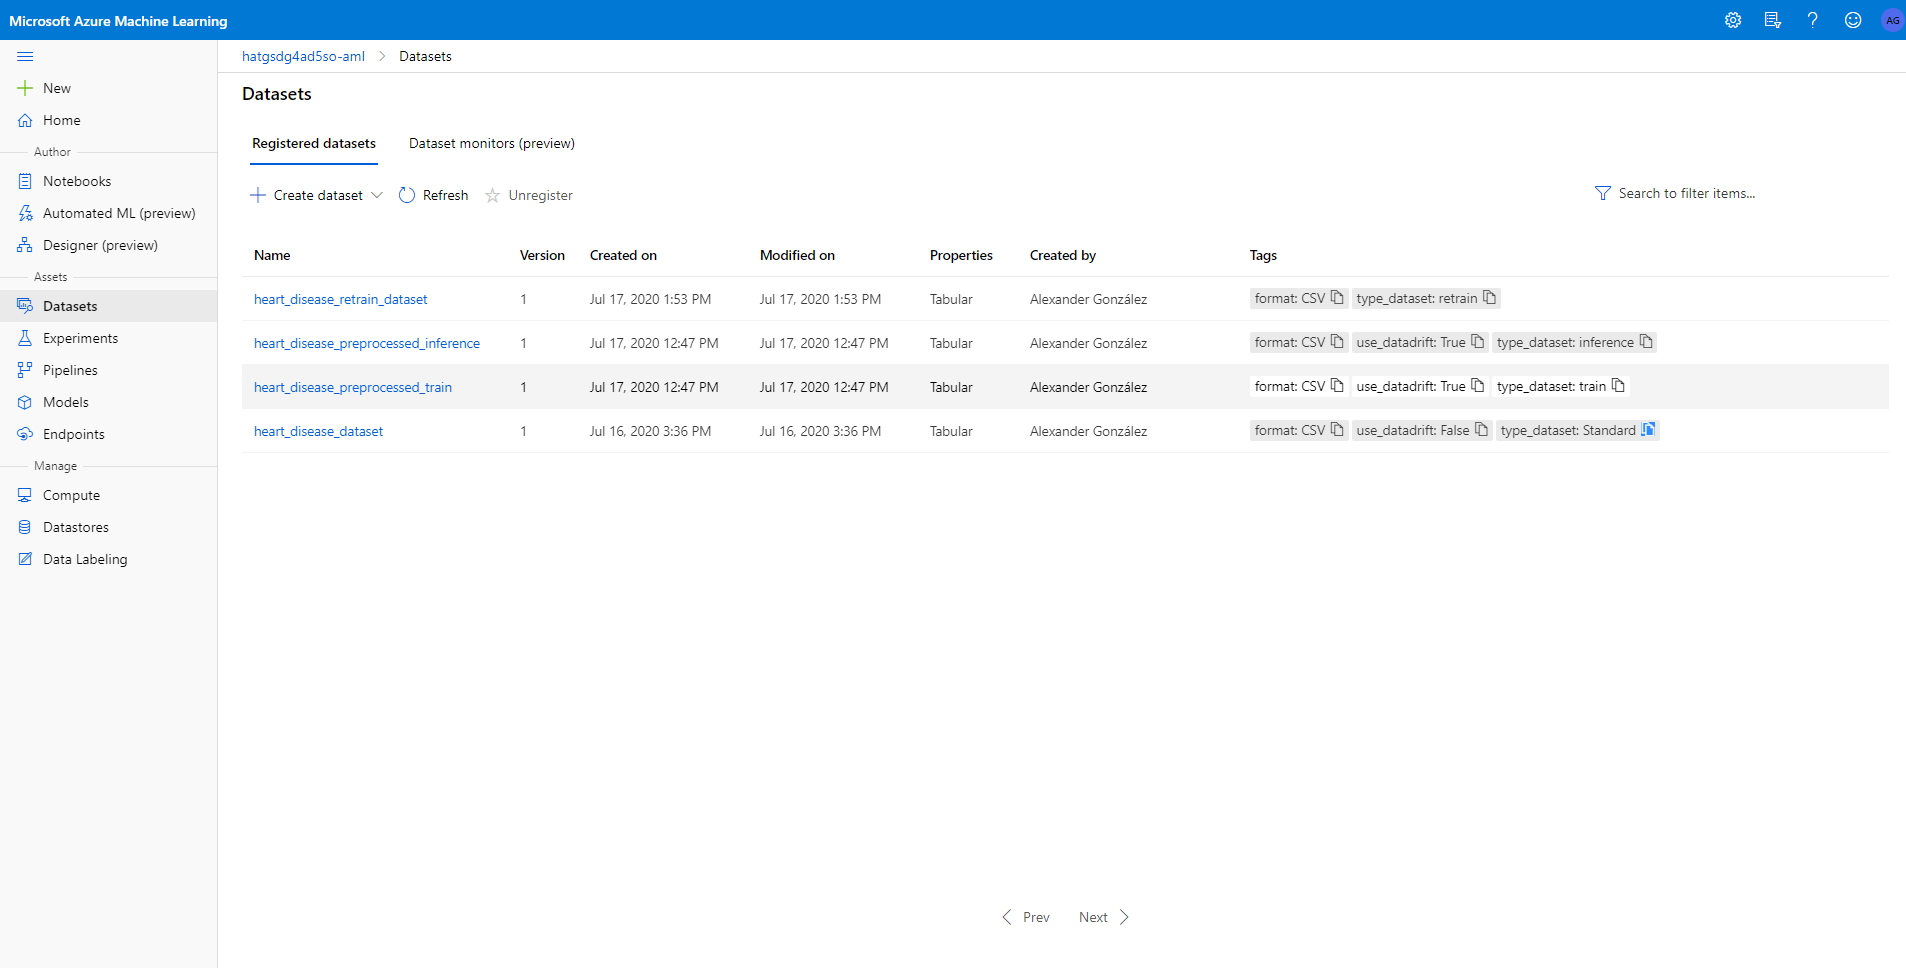 Microsoft Azure Machine Learning
AG
hatgsdg4ad5so-aml > Datasets
New
Home
Author
Notebooks
Automated ML (preview)
Designer (preview)
Assets
Datasets
Experiments
Pipelines
Models
Endpoints
Manage
Compute
Datastores
Data Labeling
Datasets
Registered datasets Dataset monitors (preview)
Create dataset Refresh Unregister Search to filter items...
Name Version Created on Modified on Properties Created by Tags
heart_disease_retrain_dataset 1 Jul 17, 2020 1:53 PM Jul 17, 2020 1:53 PM Tabular Alexander González format: CSV type_dataset: retrain
heart_disease_preprocessed_inference 1 Jul 17, 2020 12:47 PM Jul 17, 2020 12:47 PM Tabular Alexander González format: CSV use_datadrift: True type_dataset: inference
heart_disease_preprocessed_train 1 Jul 17, 2020 12:47 PM Jul 17, 2020 12:47 PM Tabular Alexander González format: CSV use_datadrift: True type_dataset: train
heart_disease_dataset 1 Jul 16, 2020 3:36 PM Jul 16, 2020 3:36 PM Tabular Alexander González format: CSV use_datadrift: False type_dataset: Standard
Prev Next